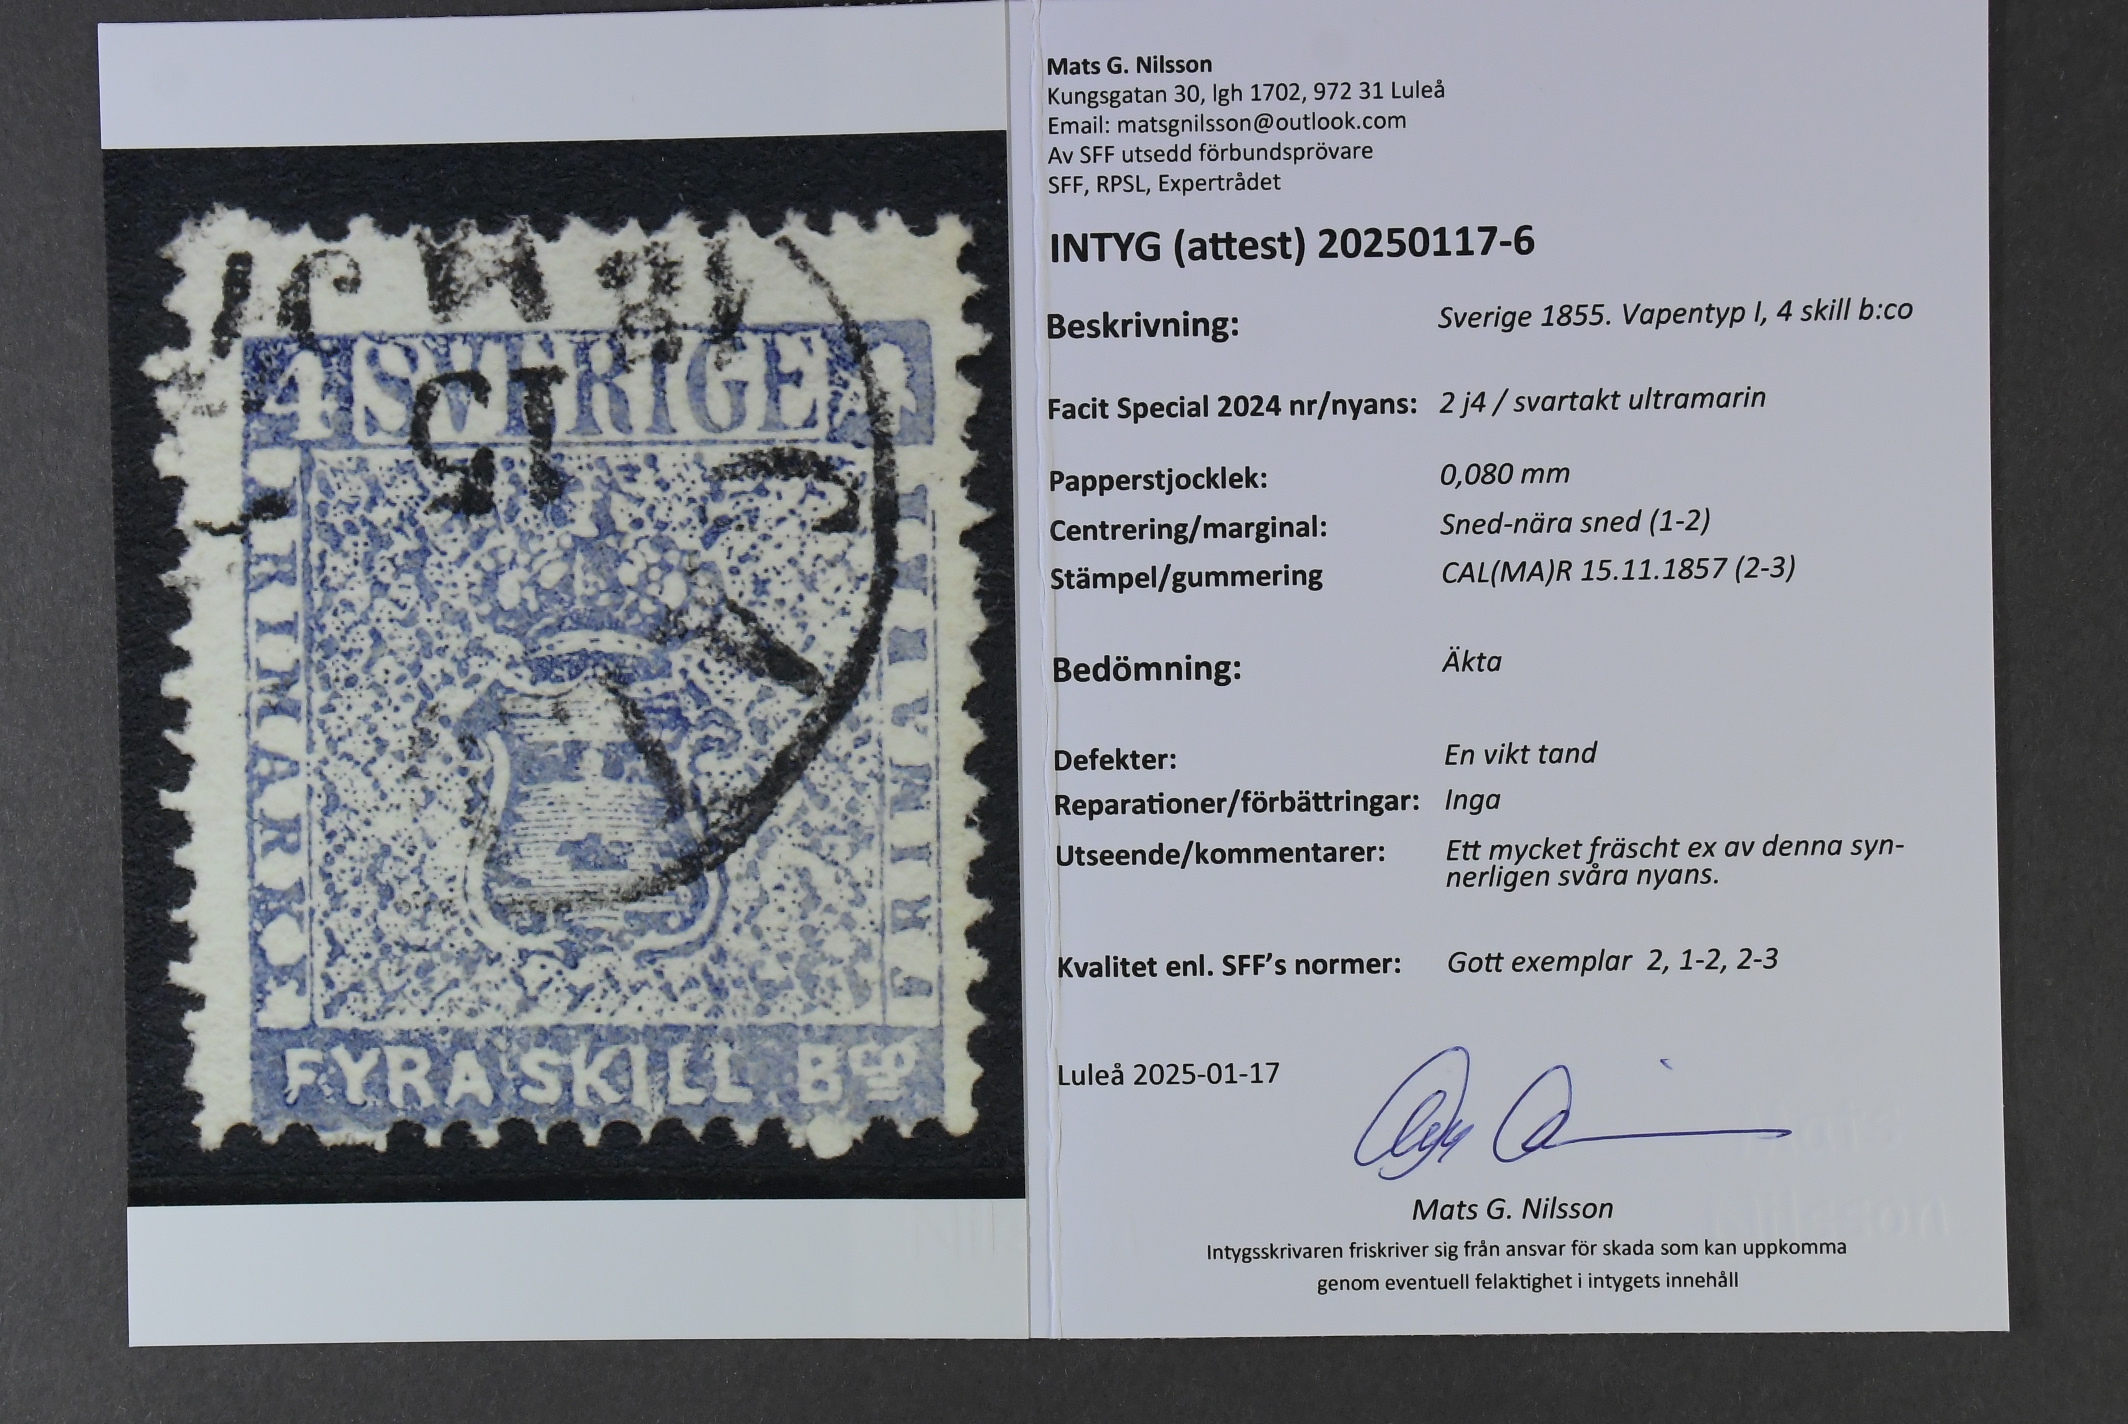 4 SVERIGE
15
FRIMÄRKE
FRIMÄRKE
FYRA SKILL. Bco
Mats G. Nilsson
Kungsgatan 30, lgh 1702, 972 31 Luleå
Email: matsgnilsson@outlook.com
Av SFF utsedd förbundsprövare
SFF, RPSL, Expertrådet
INTYG (attest) 20250117-6
Beskrivning: Sverige 1855. Vapentyp I, 4 skill b:co
Facit Special 2024 nr/nyans: 2 j4 / svartakt ultramarin
Papperstjocklek: 0,080 mm
Centrering/marginal: Sned-nära sned (1-2)
Stämpel/gummering CAL(MA)R 15.11.1857 (2-3)
Bedömning: Äkta
Defekter: En vikt tand
Reparationer/förbättringar: Inga
Utseende/kommentarer: Ett mycket fräscht ex av denna syn-
nerligen svåra nyans.
Kvalitet enl. SFF's normer: Gott exemplar 2, 1-2, 2-3
Luleå 2025-01-17
Mats G. Nilsson
Intygsskrivaren friskriver sig från ansvar för skada som kan uppkomma
genom eventuell felaktighet i intygets innehåll